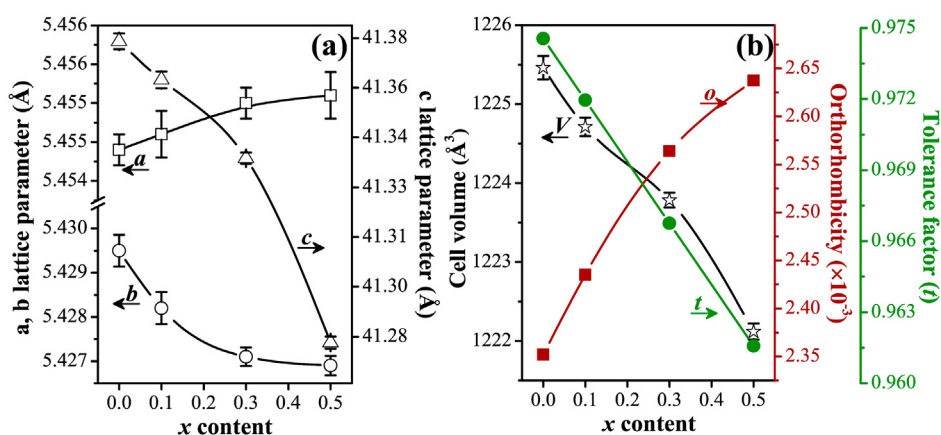 (a)
a, b lattice parameter (Å)
5.456
5.456
5.455
5.455
5.454
5.430
5.429
5.428
5.427
a
b
c
0.0 0.1 0.2 0.3 0.4 0.5
x content
41.38
41.36
41.34
41.33
41.31
41.30
41.28
c lattice parameter (Å)
(b)
Cell volume (Å3
1226
1225
1224
1223
1222
V
o
t
0.0 0.1 0.2 0.3 0.4 0.5
x content
2.65
2.60
2.55
2.50
2.45
2.40
2.35
Orthorhombicity (×10-3)
0.975
0.972
0.969
0.966
0.963
0.960
Tolerance factor (t)